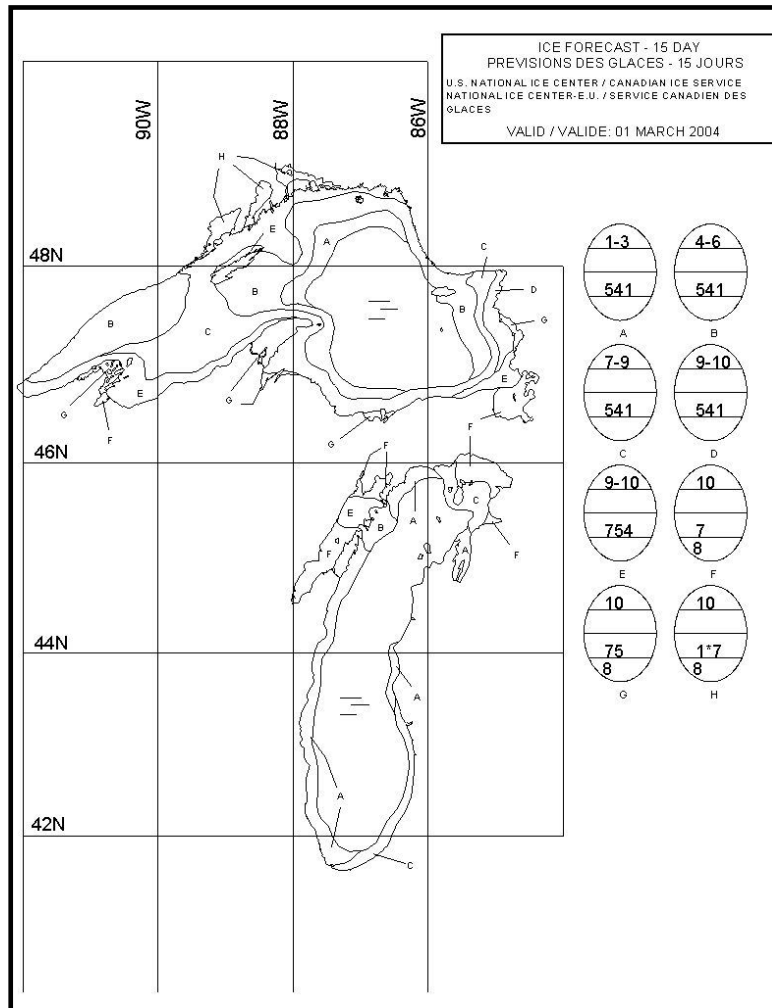 ICE FORECAST - 15 DAY
PREVISIONS DES GLACES - 15 JOURS
U.S. NATIONAL ICE CENTER / CANADIAN ICE SERVICE
NATIONAL ICE CENTER-E.U. / SERVICE CANADIEN DES
GLACES
VALID / VALIDE: 01 MARCH 2004
90W 88W 86W
H
E
A
48N
C
B
D
B
B
C
G
G
E
G
E
F
F
G
46N
F
F
E
B
A
C
F
F
A
44N
A
A
42N
C
1-3
541
A
4-6
541
B
7-9
541
C
9-10
541
D
9-10
754
E
10
7
8
F
10
75
8
G
10
1*7
8
H